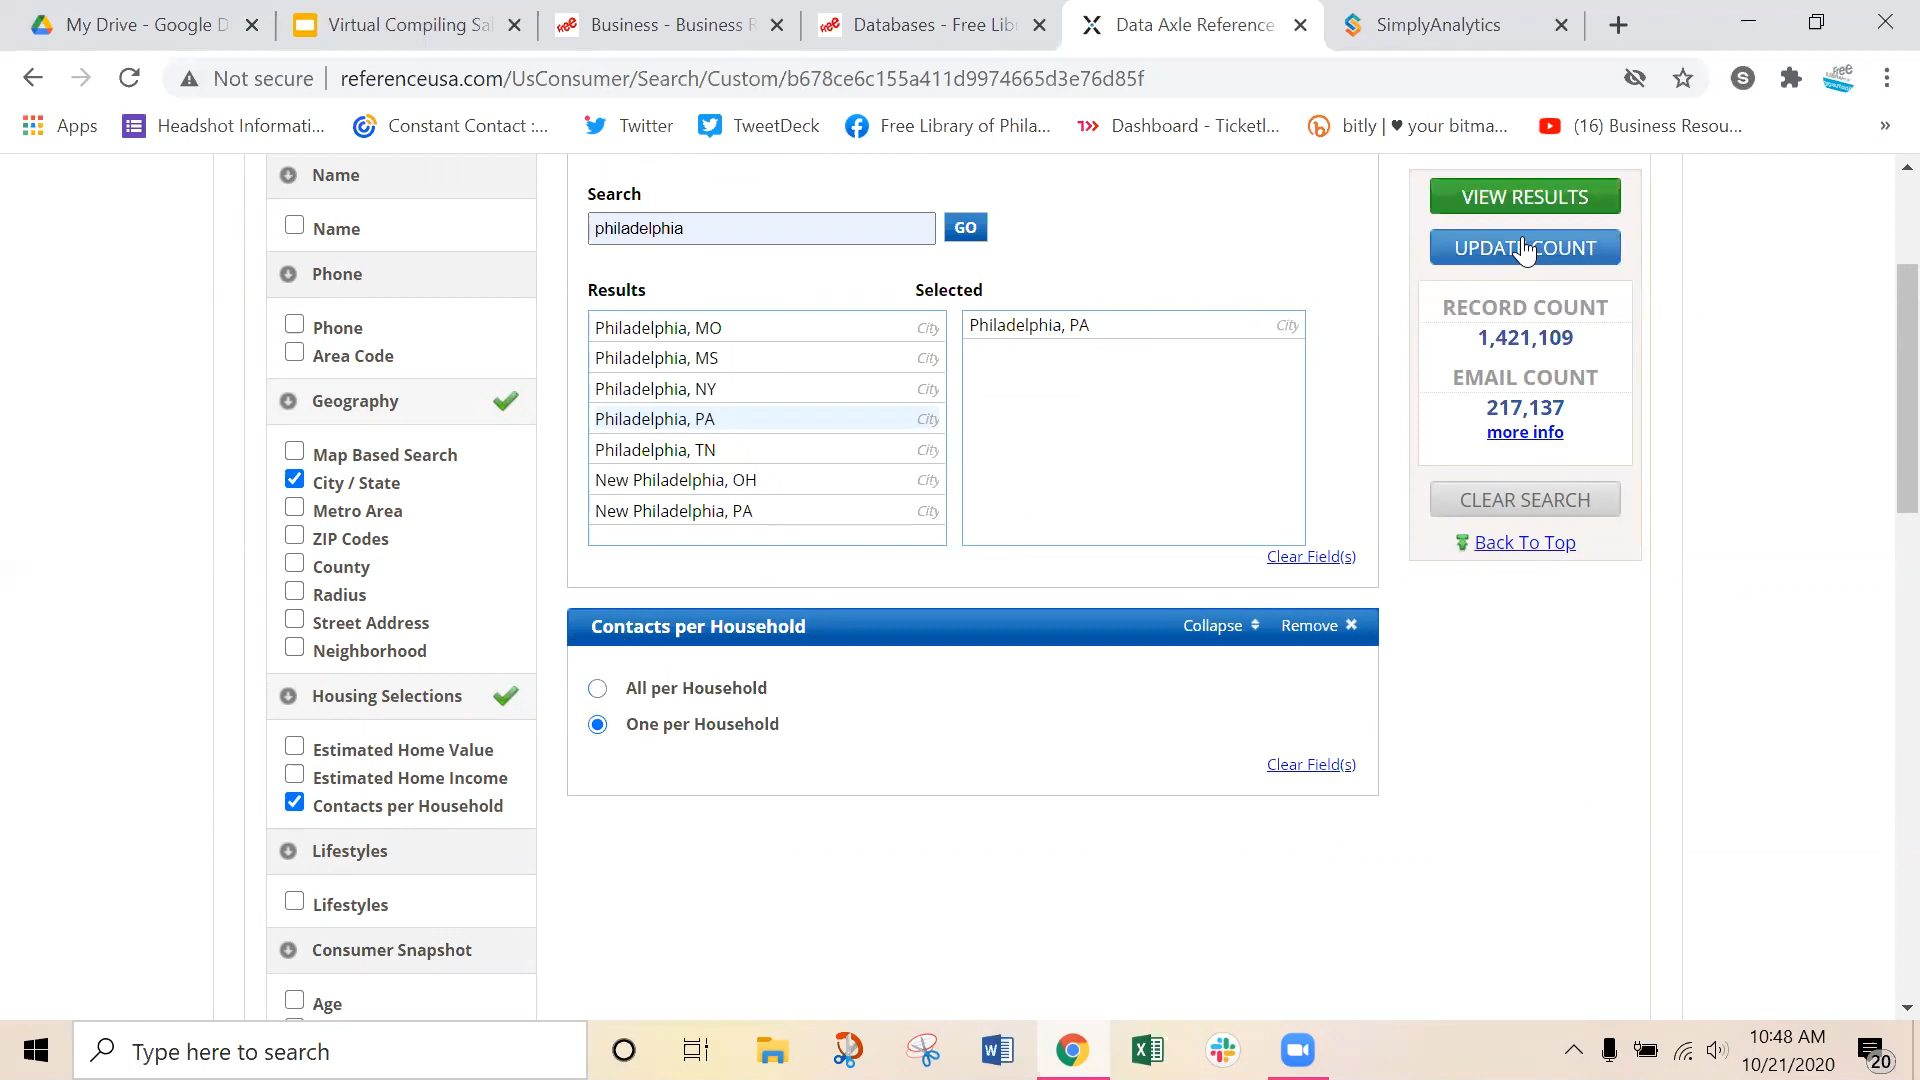 My Drive - Google D
Virtual Compiling Sal
Business - Business R
Databases - Free Libr
Data Axle Reference
SimplyAnalytics
Not secure
referenceusa.com/UsConsumer/Search/Custom/b678ce6c155a411d9974665d3e76d85f
S
Apps
Headshot Informati...
Constant Contact :...
Twitter
TweetDeck
Free Library of Phila...
Dashboard - Ticketl...
bitly | ♥ your bitma...
(16) Business Resou...
»
Name
Name
Phone
Phone
Area Code
Geography
Map Based Search
City / State
Metro Area
ZIP Codes
County
Radius
Street Address
Neighborhood
Housing Selections
Estimated Home Value
Estimated Home Income
Contacts per Household
Lifestyles
Lifestyles
Consumer Snapshot
Age
Search
philadelphia
GO
Results
Selected
Philadelphia, MO City
Philadelphia, MS City
Philadelphia, NY City
Philadelphia, PA City
Philadelphia, TN City
New Philadelphia, OH City
New Philadelphia, PA City
Philadelphia, PA City
Clear Field(s)
Contacts per Household
Collapse
Remove
All per Household
One per Household
Clear Field(s)
VIEW RESULTS
UPDATE COUNT
RECORD COUNT
1,421,109
EMAIL COUNT
217,137
more info
CLEAR SEARCH
Back To Top
Type here to search
10:48 AM
10/21/2020
20